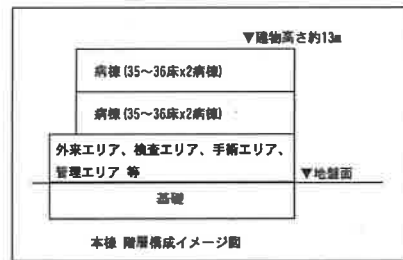 ▼建物高さ約13m
病棟(35～36床x2病棟)
病棟(35～36床x2病棟)
外来エリア、検査エリア、手術エリア、
管理エリア 等
▼地盤面
基礎
本棟 階層構成イメージ図